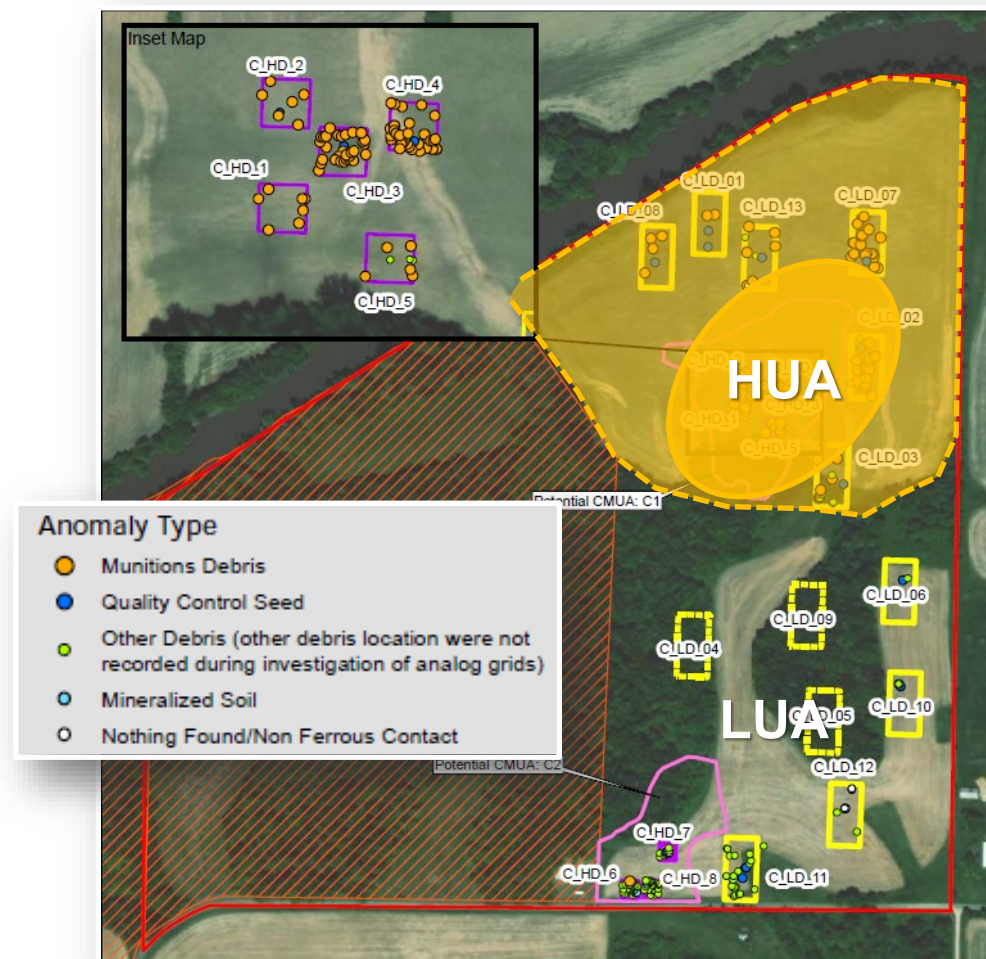 Inset Map
C_HD_2
C_HD_4
C_HD_1
C_HD_3
C_HD_5
C_LD_01
C_LD_08
C_LD_13
C_LD_07
C_LD_02
HUA
C_HD_1
C_HD_5
C_LD_03
Potential CMUA: C1
Anomaly Type
Munitions Debris
Quality Control Seed
Other Debris (other debris location were not
recorded during investigation of analog grids)
Mineralized Soil
Nothing Found/Non Ferrous Contact
C_LD_06
C_LD_09
C_LD_04
C_LD_10
LUA
C_LD_05
C_LD_12
Potential CMUA: C2
C_HD_7
C_HD_6
C_HD_8
C_LD_11